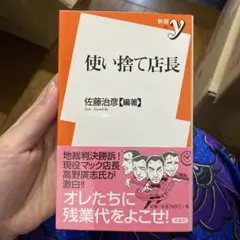 新書y
使い捨て店長
佐藤治彦【編著】
地裁判決勝訴!
現役マック店長
高野廣志氏が
激白!!
オレたちに
残業代をよこせ!
洋泉社